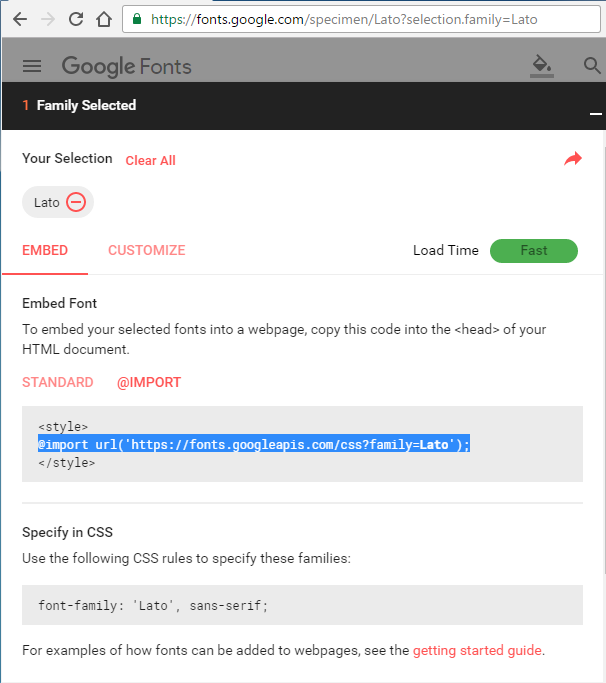 https://fonts.google.com/specimen/Lato?selection.family=Lato
Google Fonts
1 Family Selected
Your Selection Clear All
Lato
EMBED CUSTOMIZE Load Time Fast
Embed Font
To embed your selected fonts into a webpage, copy this code into the <head> of your
HTML document.
STANDARD @IMPORT
<style>
@import url('https://fonts.googleapis.com/css?family=Lato');
</style>
Specify in CSS
Use the following CSS rules to specify these families:
font-family: 'Lato', sans-serif;
For examples of how fonts can be added to webpages, see the getting started guide.